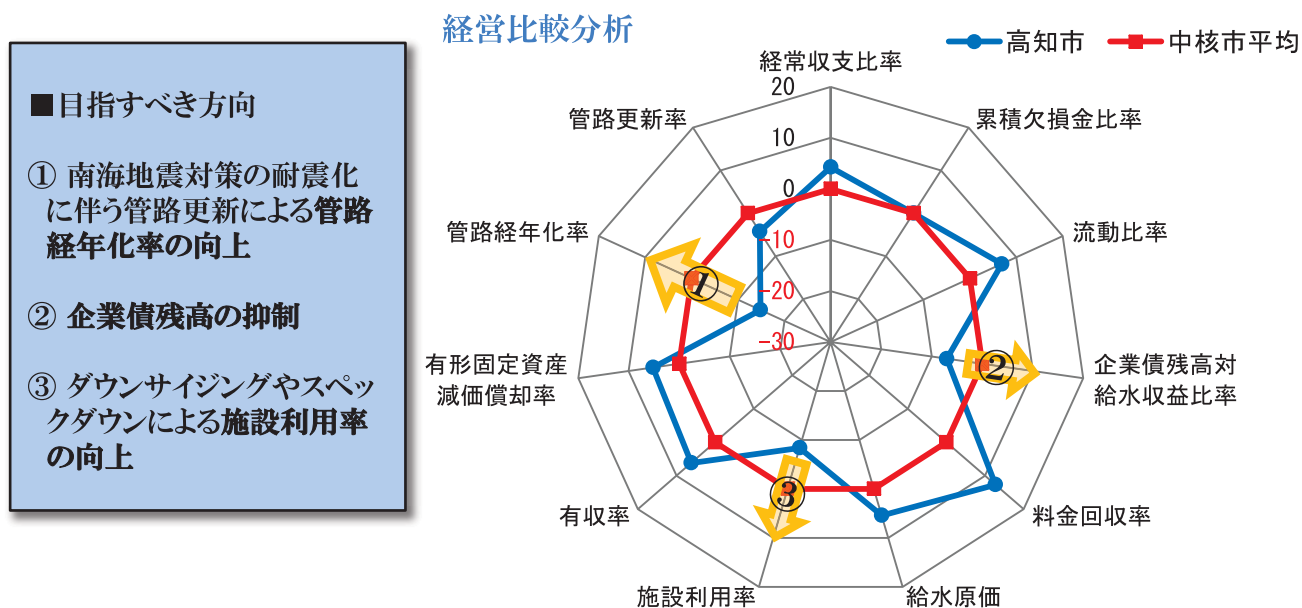 経営比較分析
高知市
中核市平均
■目指すべき方向
① 南海地震対策の耐震化
に伴う管路更新による管路
経年化率の向上
② 企業債残高の抑制
③ ダウンサイジングやスペッ
クダウンによる施設利用率
の向上
経常収支比率
累積欠損金比率
流動比率
企業債残高対
給水収益比率
料金回収率
給水原価
施設利用率
有収率
有形固定資産
減価償却率
管路経年化率
管路更新率
20
10
0
-10
-20
-30
①
②
③